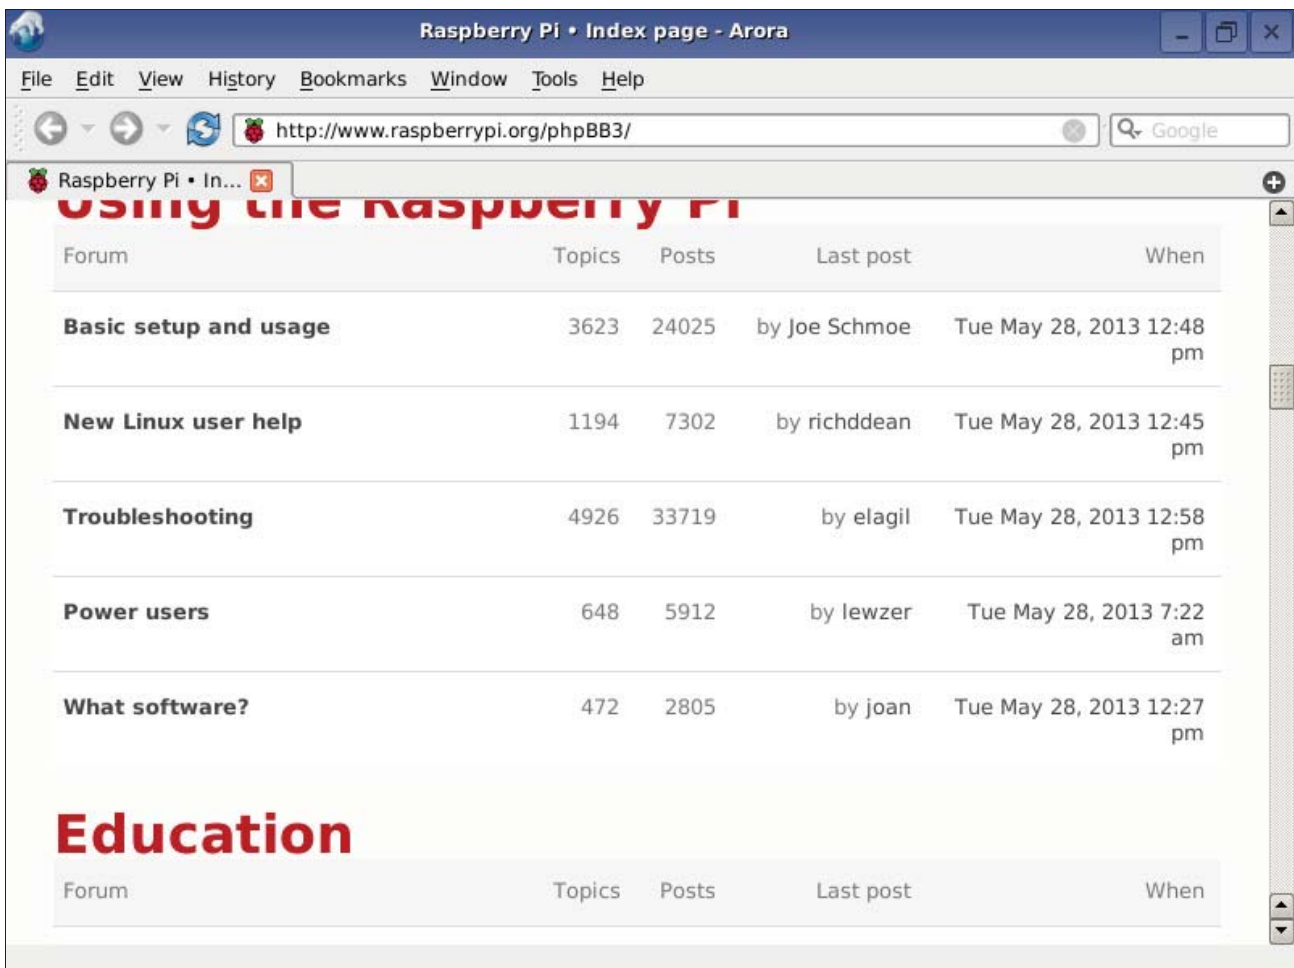 Raspberry Pi • Index page - Arora
File Edit View History Bookmarks Window Tools Help
http://www.raspberrypi.org/phpBB3/ Google
Raspberry Pi • In...
Using the Raspberry Pi
Forum Topics Posts Last post When
Basic setup and usage 3623 24025 by Joe Schmoe Tue May 28, 2013 12:48
pm
New Linux user help 1194 7302 by richddean Tue May 28, 2013 12:45
pm
Troubleshooting 4926 33719 by elagil Tue May 28, 2013 12:58
pm
Power users 648 5912 by lewzer Tue May 28, 2013 7:22
am
What software? 472 2805 by joan Tue May 28, 2013 12:27
pm
Education
Forum Topics Posts Last post When